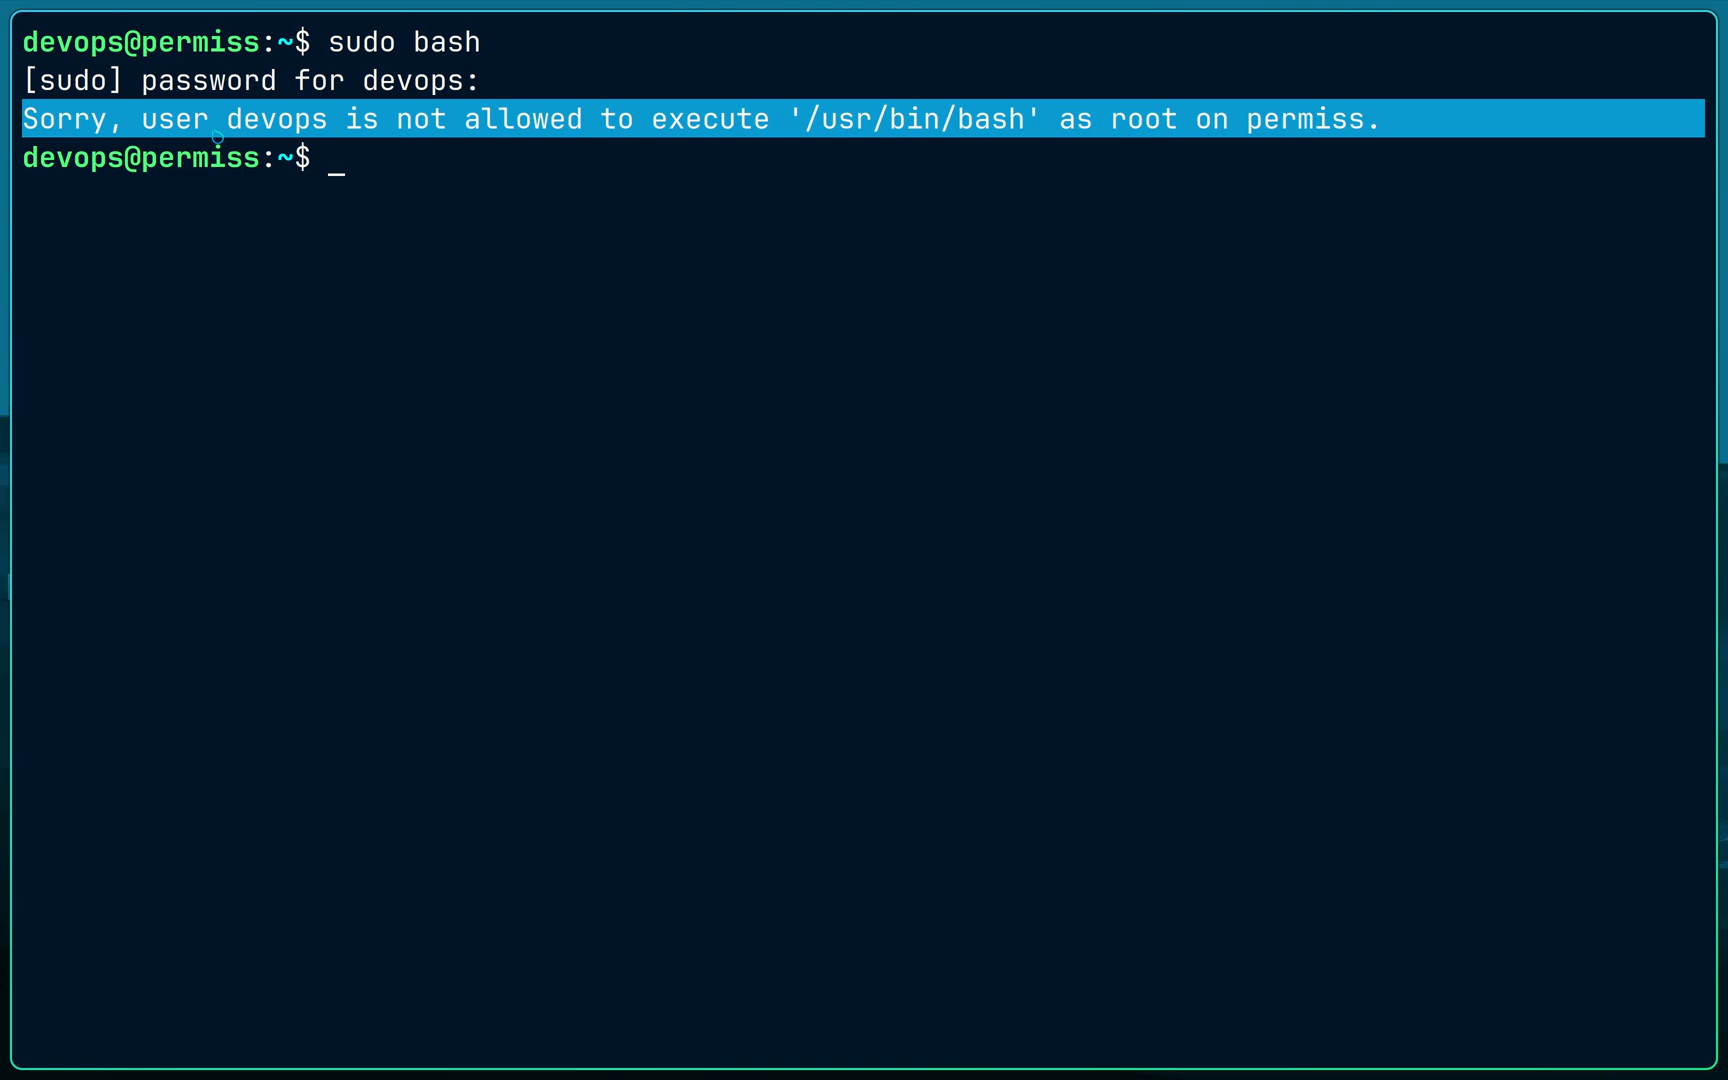 devops@permiss:~$ sudo bash
[sudo] password for devops:
Sorry, user devops is not allowed to execute '/usr/bin/bash' as root on permiss.
devops@permiss:~$ _